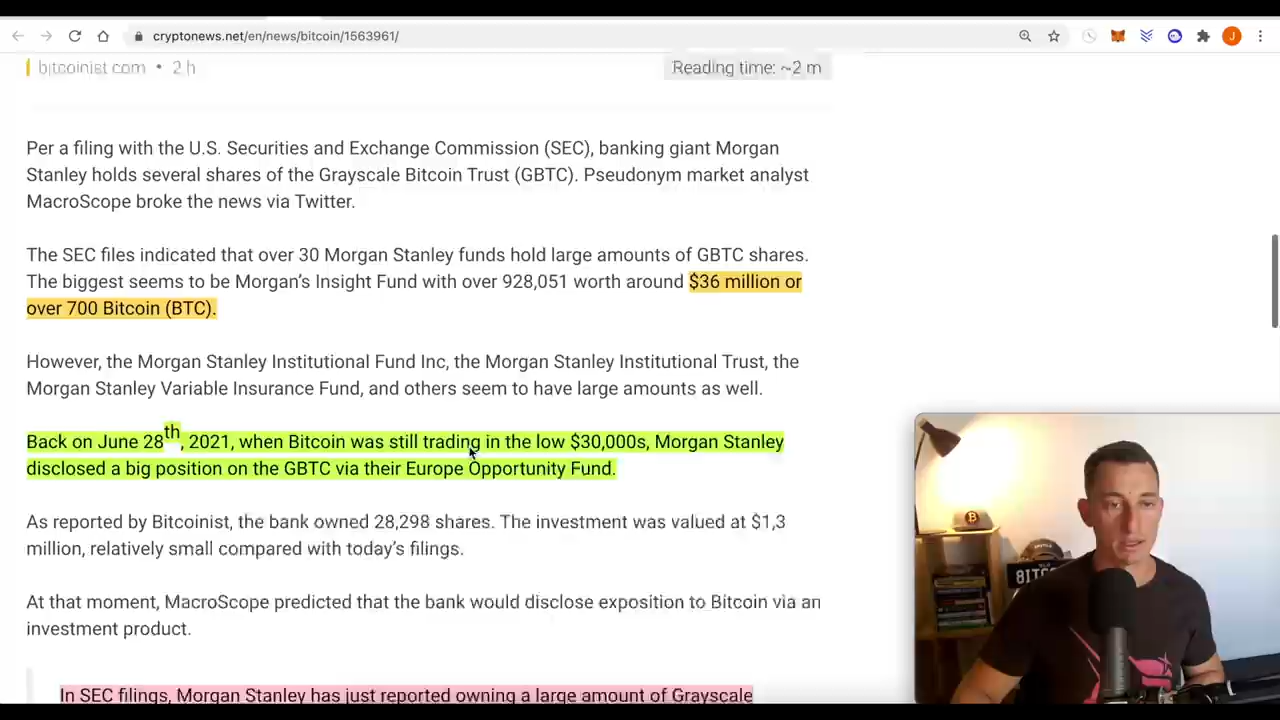 cryptonews.net/en/news/bitcoin/1563961/
J
bitcoinist.com • 2 h
Reading time: ~2 m
Per a filing with the U.S. Securities and Exchange Commission (SEC), banking giant Morgan
Stanley holds several shares of the Grayscale Bitcoin Trust (GBTC). Pseudonym market analyst
MacroScope broke the news via Twitter.
The SEC files indicated that over 30 Morgan Stanley funds hold large amounts of GBTC shares.
The biggest seems to be Morgan’s Insight Fund with over 928,051 worth around $36 million or
over 700 Bitcoin (BTC).
However, the Morgan Stanley Institutional Fund Inc, the Morgan Stanley Institutional Trust, the
Morgan Stanley Variable Insurance Fund, and others seem to have large amounts as well.
Back on June 28th, 2021, when Bitcoin was still trading in the low $30,000s, Morgan Stanley
disclosed a big position on the GBTC via their Europe Opportunity Fund.
As reported by Bitcoinist, the bank owned 28,298 shares. The investment was valued at $1,3
million, relatively small compared with today’s filings.
At that moment, MacroScope predicted that the bank would disclose exposition to Bitcoin via an
investment product.
In SEC filings, Morgan Stanley has just reported owning a large amount of Grayscale